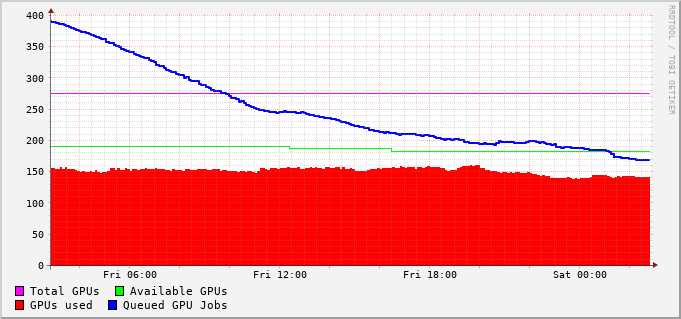 400
350
300
250
200
150
100
50
0
Fri 06:00 Fri 12:00 Fri 18:00 Sat 00:00
Total GPUs Available GPUs
GPUs used Queued GPU Jobs
RRDTOOL / TOBI OETIKER